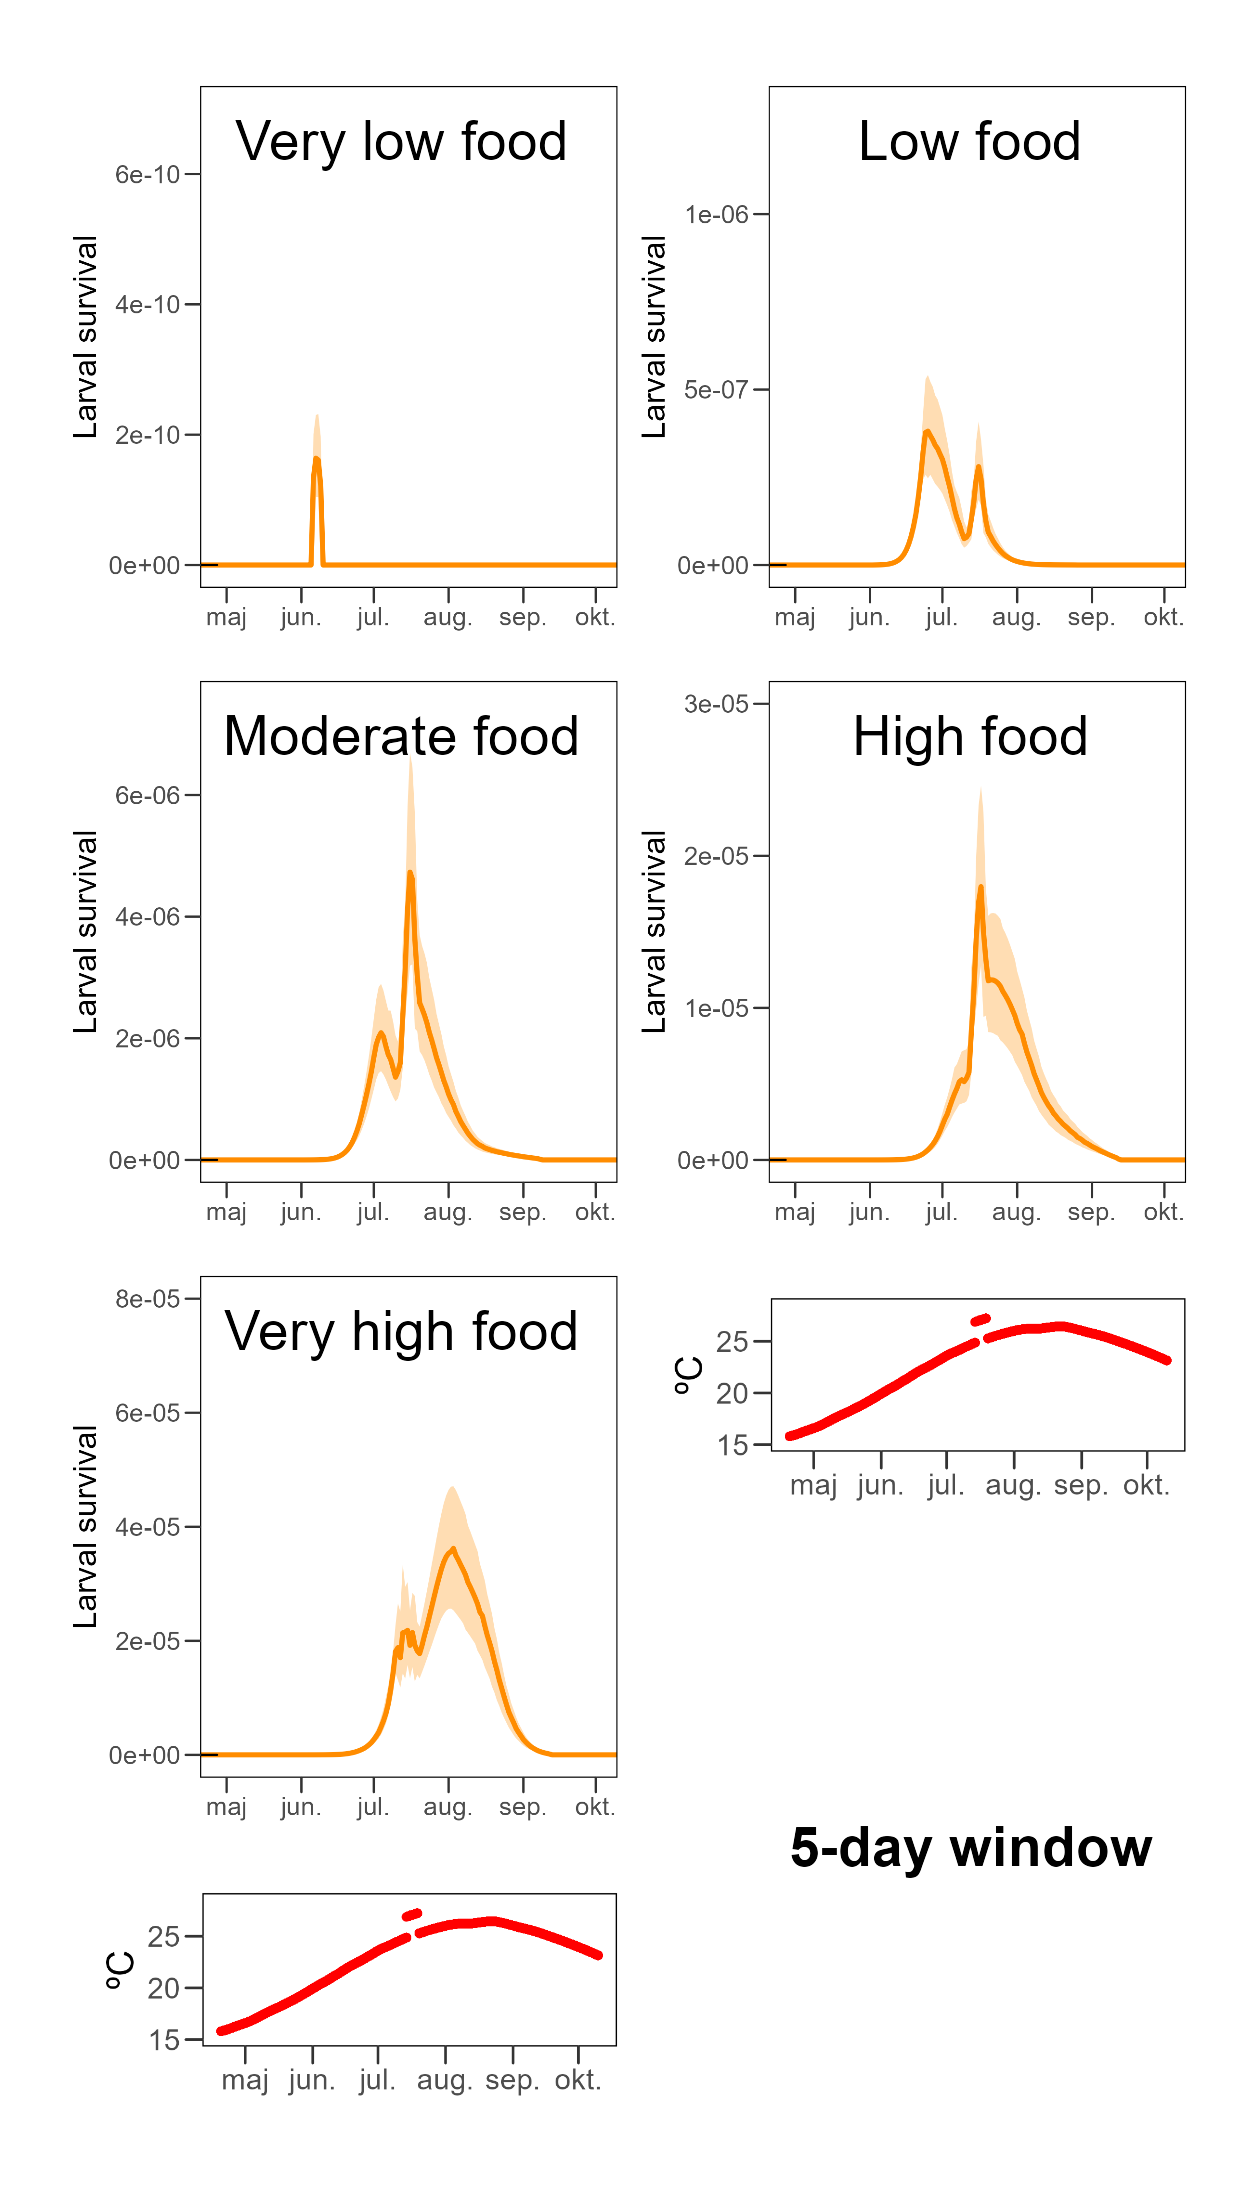 Very low food
Larval survival
6e-10
4e-10
2e-10
0e+00
maj jun. jul. aug. sep. okt.
Low food
Larval survival
1e-06
5e-07
0e+00
maj jun. jul. aug. sep. okt.
Moderate food
Larval survival
6e-06
4e-06
2e-06
0e+00
maj jun. jul. aug. sep. okt.
High food
Larval survival
3e-05
2e-05
1e-05
0e+00
maj jun. jul. aug. sep. okt.
Very high food
Larval survival
8e-05
6e-05
4e-05
2e-05
0e+00
maj jun. jul. aug. sep. okt.
ºC
25
20
15
maj jun. jul. aug. sep. okt.
5-day window
ºC
25
20
15
maj jun. jul. aug. sep. okt.